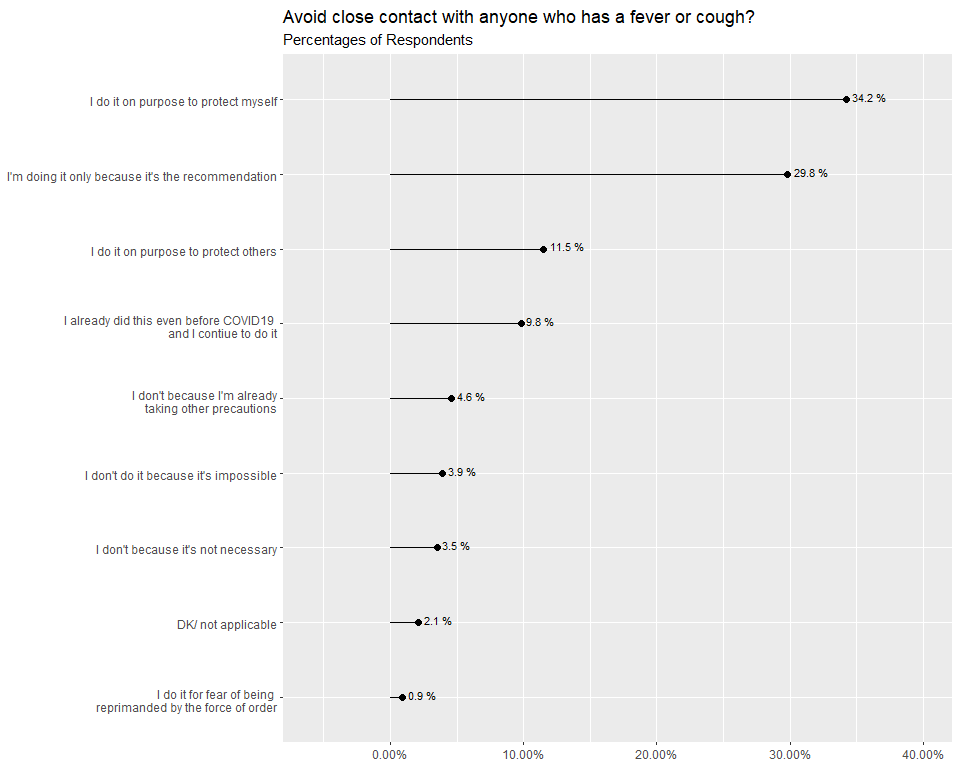 Avoid close contact with anyone who has a fever or cough?
Percentages of Respondents
I do it on purpose to protect myself
34.2 %
I'm doing it only because it's the recommendation
29.8 %
I do it on purpose to protect others
11.5 %
I already did this even before COVID19
and I contiue to do it
9.8 %
I don't because I'm already
taking other precautions
4.6 %
I don't do it because it's impossible
3.9 %
I don't because it's not necessary
3.5 %
DK/ not applicable
2.1 %
I do it for fear of being
reprimanded by the force of order
0.9 %
0.00% 10.00% 20.00% 30.00% 40.00%